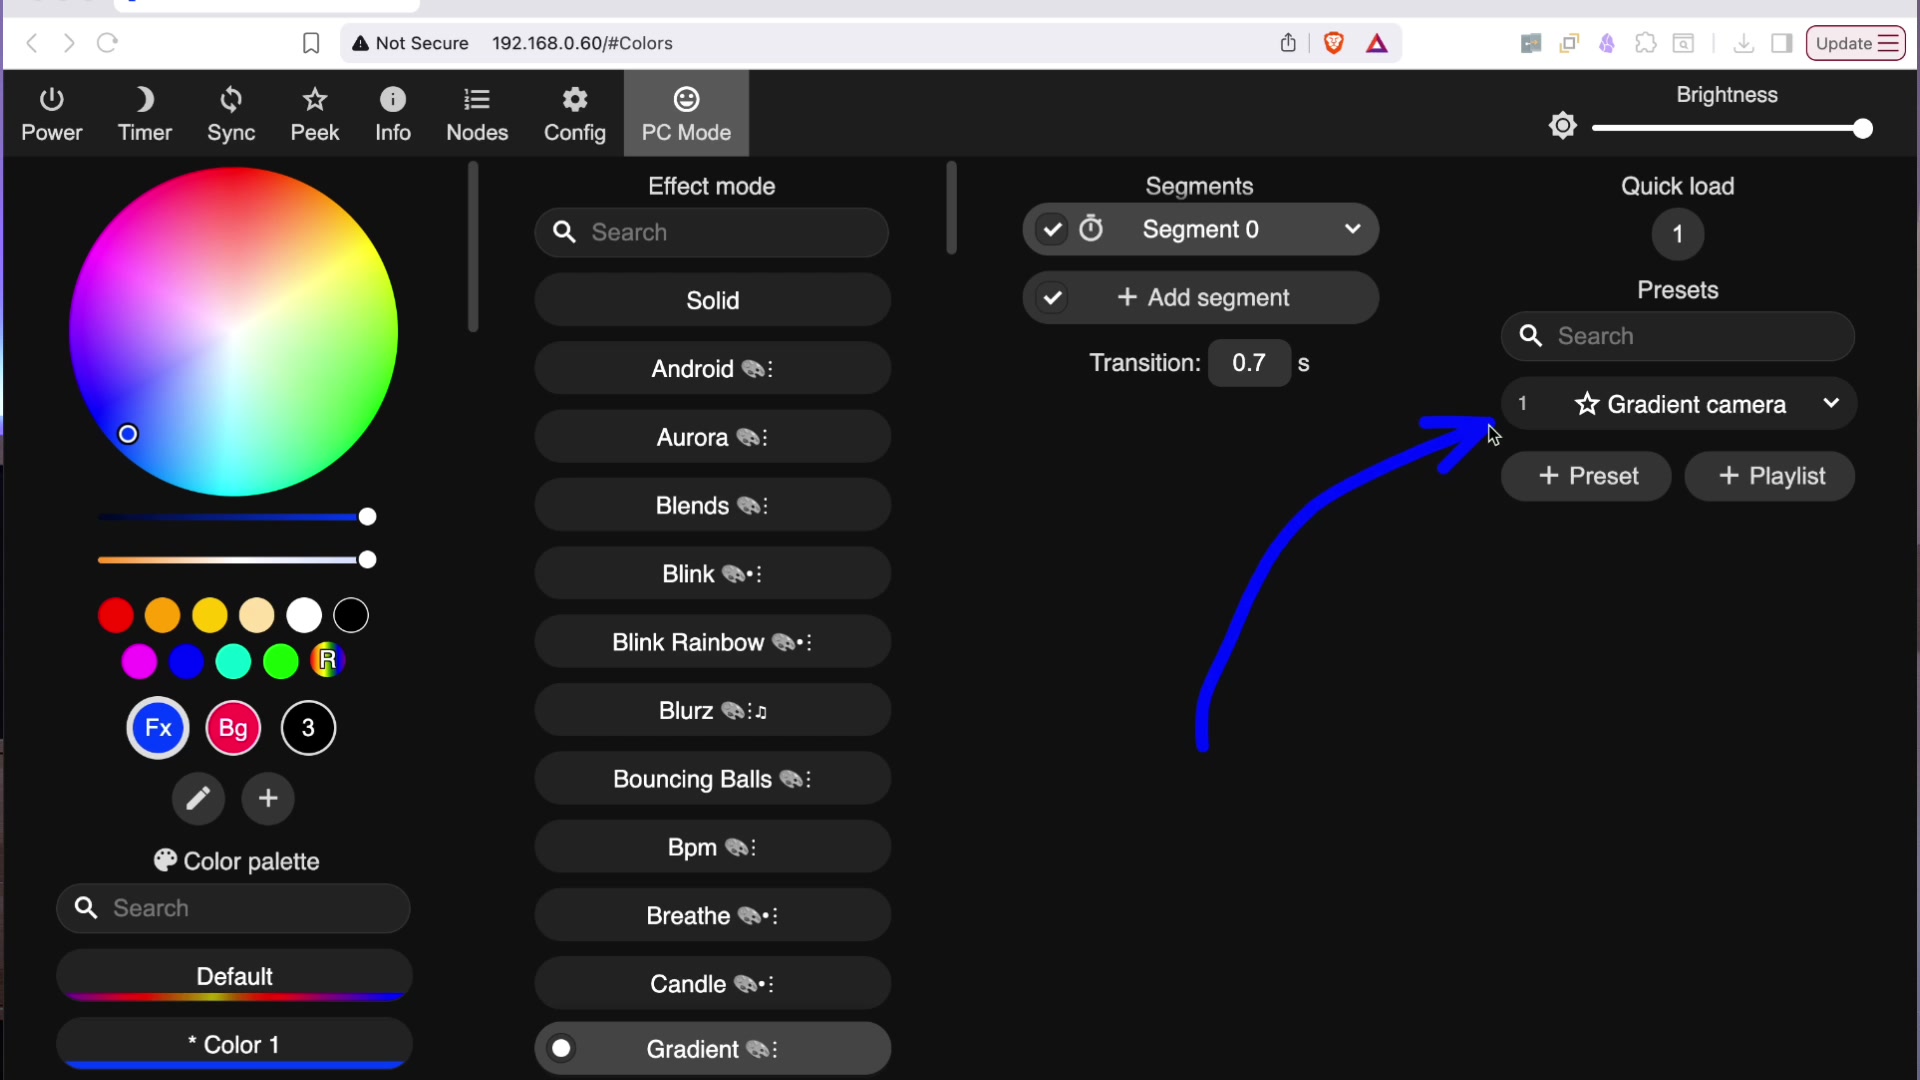 Not Secure 192.168.0.60/#Colors
Update
Power Timer Sync Peek Info Nodes Config PC Mode
Brightness
Fx Bg 3
R
Color palette
Search
Default
* Color 1
Effect mode
Search
Solid
Android
Aurora
Blends
Blink
Blink Rainbow
Blurz
Bouncing Balls
Bpm
Breathe
Candle
Gradient
Segments
Segment 0
+ Add segment
Transition: 0.7 s
Quick load
1
Presets
Search
1 Gradient camera
+ Preset + Playlist